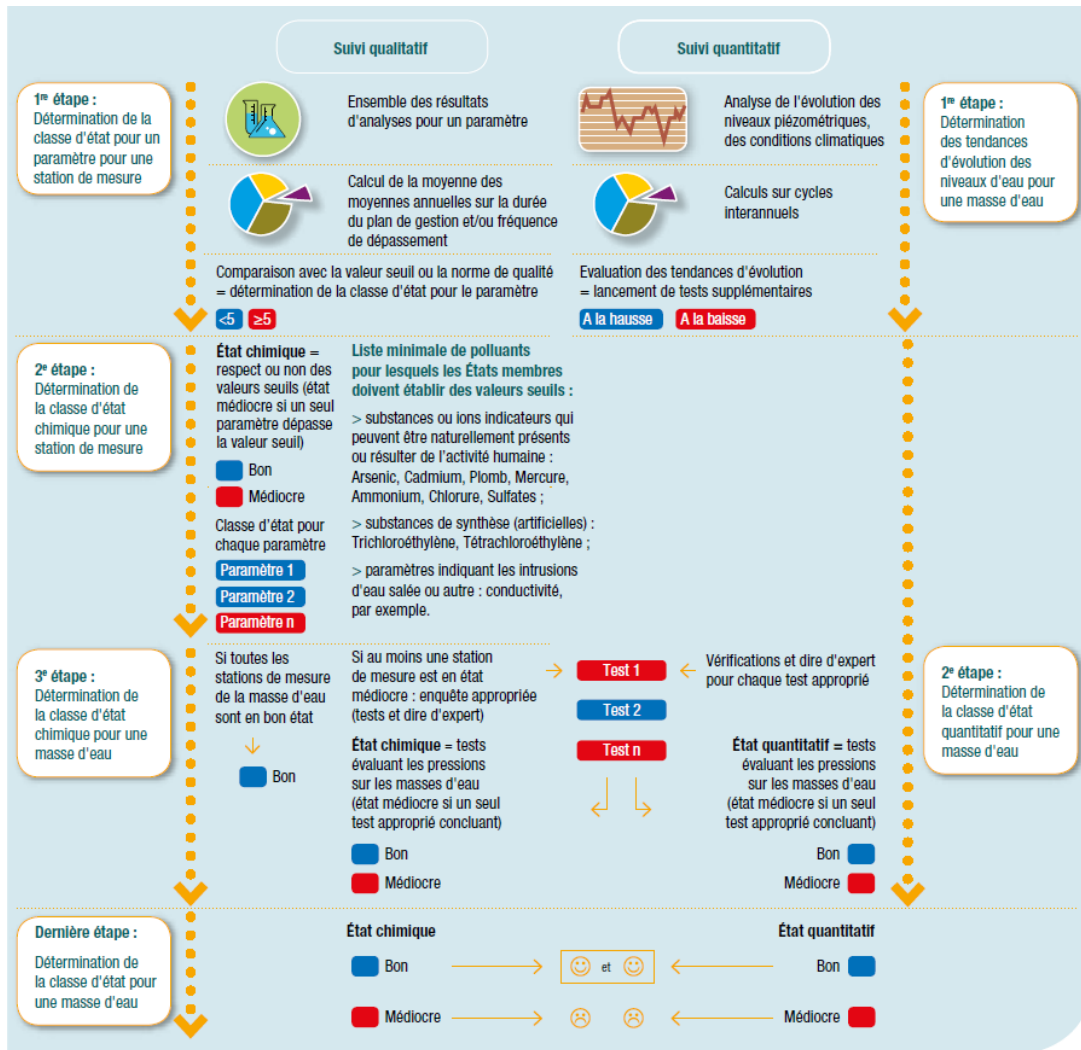 Suivi qualitatif
Suivi quantitatif
1re étape :
Détermination de la
classe d'état pour un
paramètre pour une
station de mesure
Ensemble des résultats
d'analyses pour un paramètre
Analyse de l'évolution des
niveaux piézométriques,
des conditions climatiques
1re étape :
Détermination
des tendances
d'évolution des
niveaux d'eau pour
une masse d'eau
Calcul de la moyenne des
moyennes annuelles sur la durée
du plan de gestion et/ou fréquence
de dépassement
Calculs sur cycles
interannuels
Comparaison avec la valeur seuil ou la norme de qualité
= détermination de la classe d'état pour le paramètre
<5 ≥5
Evaluation des tendances d'évolution
= lancement de tests supplémentaires
A la hausse A la baisse
2e étape :
Détermination de
la classe d'état
chimique pour une
station de mesure
État chimique =
respect ou non des
valeurs seuils (état
médiocre si un seul
paramètre dépasse
la valeur seuil)
Bon
Médiocre
Classe d'état pour
chaque paramètre
Paramètre 1
Paramètre 2
Paramètre n
Liste minimale de polluants
pour lesquels les États membres
doivent établir des valeurs seuils :
> substances ou ions indicateurs qui
peuvent être naturellement présents
ou résulter de l'activité humaine :
Arsenic, Cadmium, Plomb, Mercure,
Ammonium, Chlorure, Sulfates ;
> substances de synthèse (artificielles) :
Trichloroéthylène, Tétrachloroéthylène ;
> paramètres indiquant les intrusions
d'eau salée ou autre : conductivité,
par exemple.
3e étape :
Détermination de
la classe d'état
chimique pour une
masse d'eau
Si toutes les
stations de mesure
de la masse d'eau
sont en bon état
Bon
Si au moins une station
de mesure est en état
médiocre : enquête appropriée
(tests et dire d'expert)
État chimique = tests
évaluant les pressions
sur les masses d'eau
(état médiocre si un seul
test approprié concluant)
Bon
Médiocre
Test 1
Test 2
Test n
Vérifications et dire d'expert
pour chaque test approprié
État quantitatif = tests
évaluant les pressions
sur les masses d'eau
(état médiocre si un seul
test approprié concluant)
Bon
Médiocre
2e étape :
Détermination de
la classe d'état
quantitatif pour une
masse d'eau
Dernière étape :
Détermination de
la classe d'état pour
une masse d'eau
État chimique
État quantitatif
Bon
et
Bon
Médiocre
Médiocre